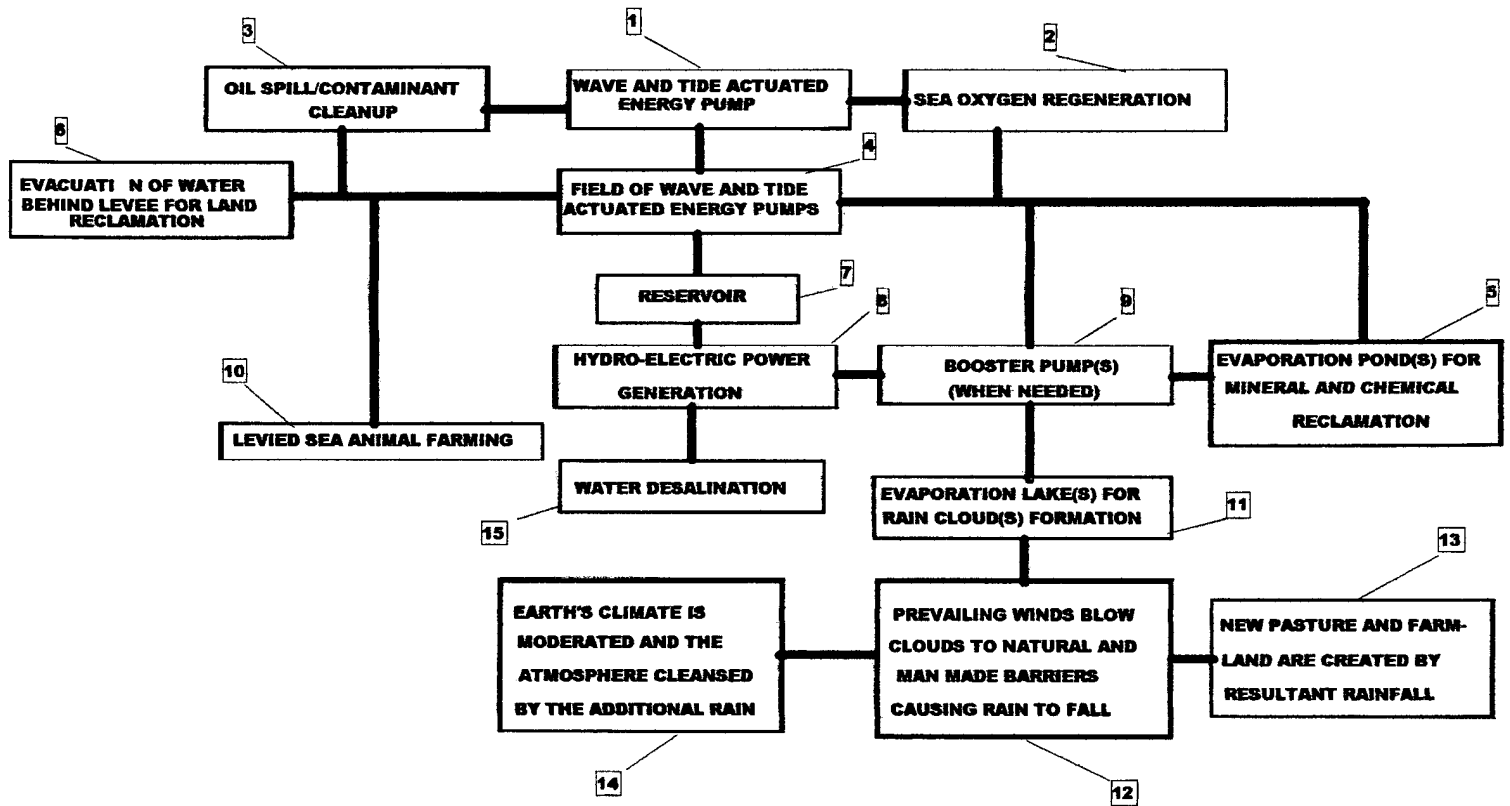 3
1
2
OIL SPILL/CONTAMINANT
CLEANUP
WAVE AND TIDE ACTUATED
ENERGY PUMP
SEA OXYGEN REGENERATION
6
4
EVACUATI N OF WATER
BEHIND LEVEE FOR LAND
RECLAMATION
FIELD OF WAVE AND TIDE
ACTUATED ENERGY PUMPS
7
RESERVOIR
8
9
5
HYDRO-ELECTRIC POWER
GENERATION
BOOSTER PUMP(S)
(WHEN NEEDED)
EVAPORATION POND(S) FOR
MINERAL AND CHEMICAL
RECLAMATION
10
LEVIED SEA ANIMAL FARMING
WATER DESALINATION
15
EVAPORATION LAKE(S) FOR
RAIN CLOUD(S) FORMATION
11
13
EARTH'S CLIMATE IS
MODERATED AND THE
ATMOSPHERE CLEANSED
BY THE ADDITIONAL RAIN
PREVAILING WINDS BLOW
CLOUDS TO NATURAL AND
MAN MADE BARRIERS
CAUSING RAIN TO FALL
NEW PASTURE AND FARM-
LAND ARE CREATED BY
RESULTANT RAINFALL
14
12